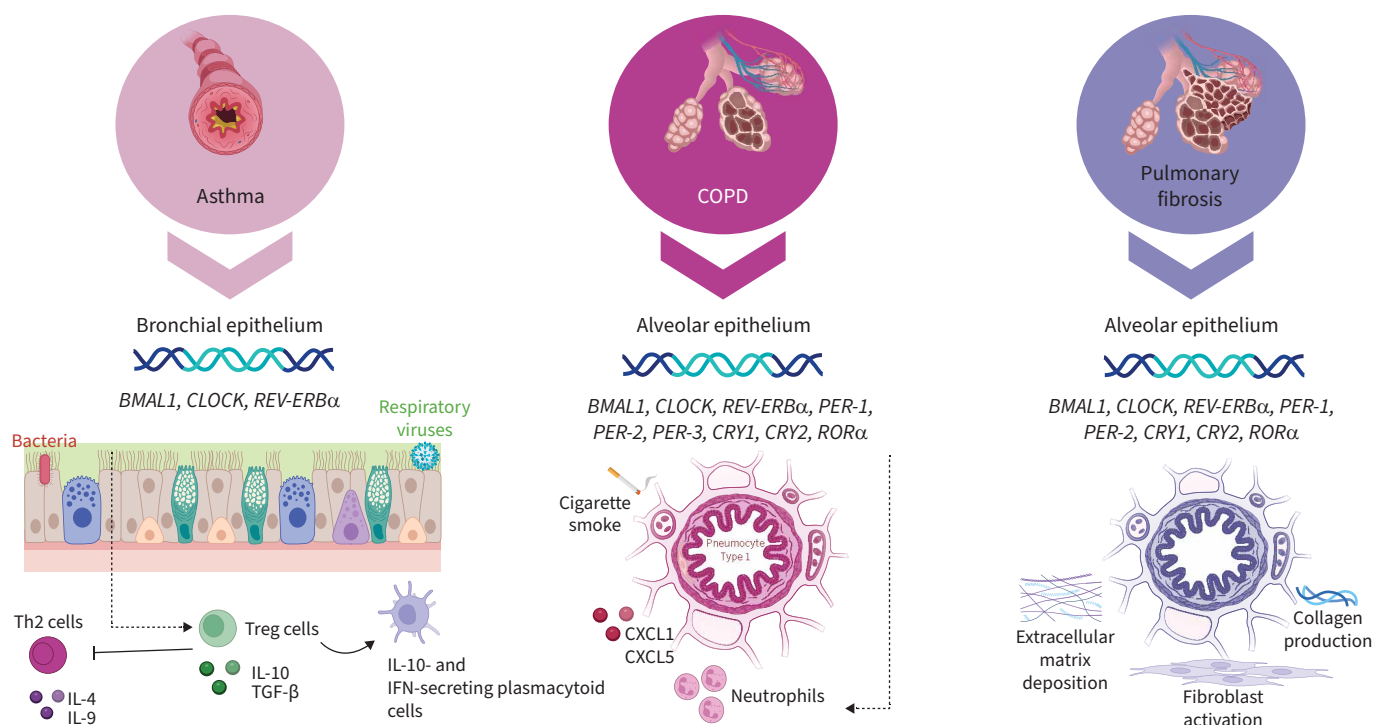 Asthma
Bronchial epithelium
BMAL1, CLOCK, REV-ERBα
Bacteria
Respiratory
viruses
Th2 cells
IL-4
IL-9
Treg cells
IL-10
TGF-β
IL-10- and
IFN-secreting plasmacytoid
cells
COPD
Alveolar epithelium
BMAL1, CLOCK, REV-ERBα, PER-1,
PER-2, PER-3, CRY1, CRY2, RORα
Cigarette
smoke
Pneumocyte
Type 1
CXCL1
CXCL5
Neutrophils
Pulmonary
fibrosis
Alveolar epithelium
BMAL1, CLOCK, REV-ERBα, PER-1,
PER-2, CRY1, CRY2, RORα
Extracellular
matrix
deposition
Collagen
production
Fibroblast
activation